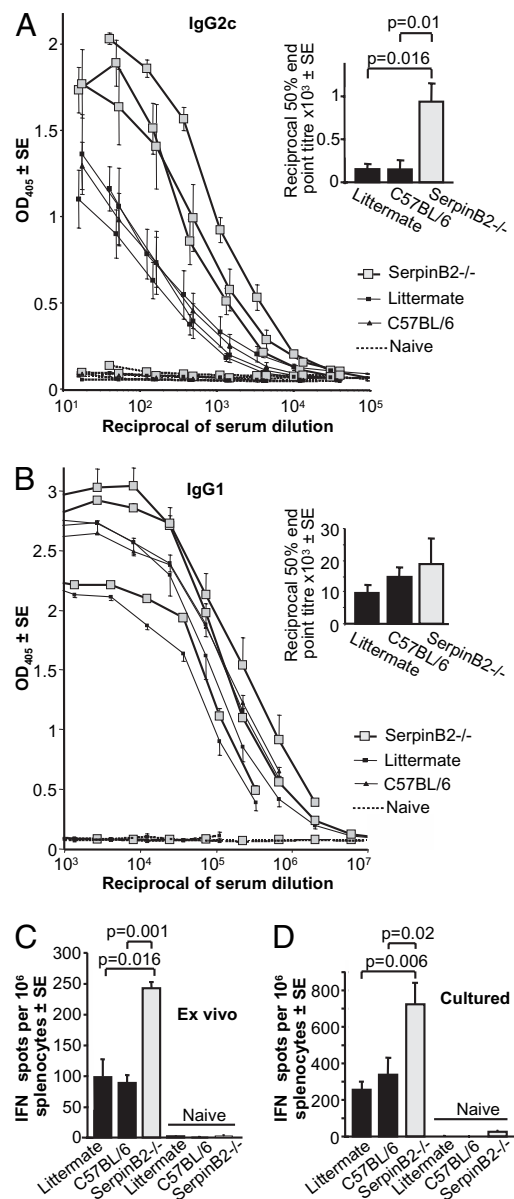 A
IgG2c
OD405 ± SE
2
1.5
1
0.5
0
10¹ 10² 10³ 10⁴ 10⁵
Reciprocal of serum dilution
p=0.01
p=0.016
Reciprocal 50% end
point titre x10³ ± SE
1
0.5
0
Littermate
C57BL/6
SerpinB2-/-
SerpinB2-/-
Littermate
C57BL/6
Naive
B
IgG1
OD405 ± SE
3
2.5
2
1.5
1
0.5
0
10³ 10⁴ 10⁵ 10⁶ 10⁷
Reciprocal of serum dilution
Reciprocal 50% end
point titre x10³ ± SE
30
20
10
0
Littermate
C57BL/6
SerpinB2-/-
SerpinB2-/-
Littermate
C57BL/6
Naive
C
p=0.001
p=0.016
IFN spots per 10⁶
splenocytes ± SE
300
250
200
150
100
50
0
Ex vivo
Naive
Littermate
C57BL/6
SerpinB2-/-
Littermate
C57BL/6
SerpinB2-/-
D
p=0.02
p=0.006
IFN spots per 10⁶
splenocytes ± SE
800
600
400
200
0
Cultured
Naive
Littermate
C57BL/6
SerpinB2-/-
Littermate
C57BL/6
SerpinB2-/-